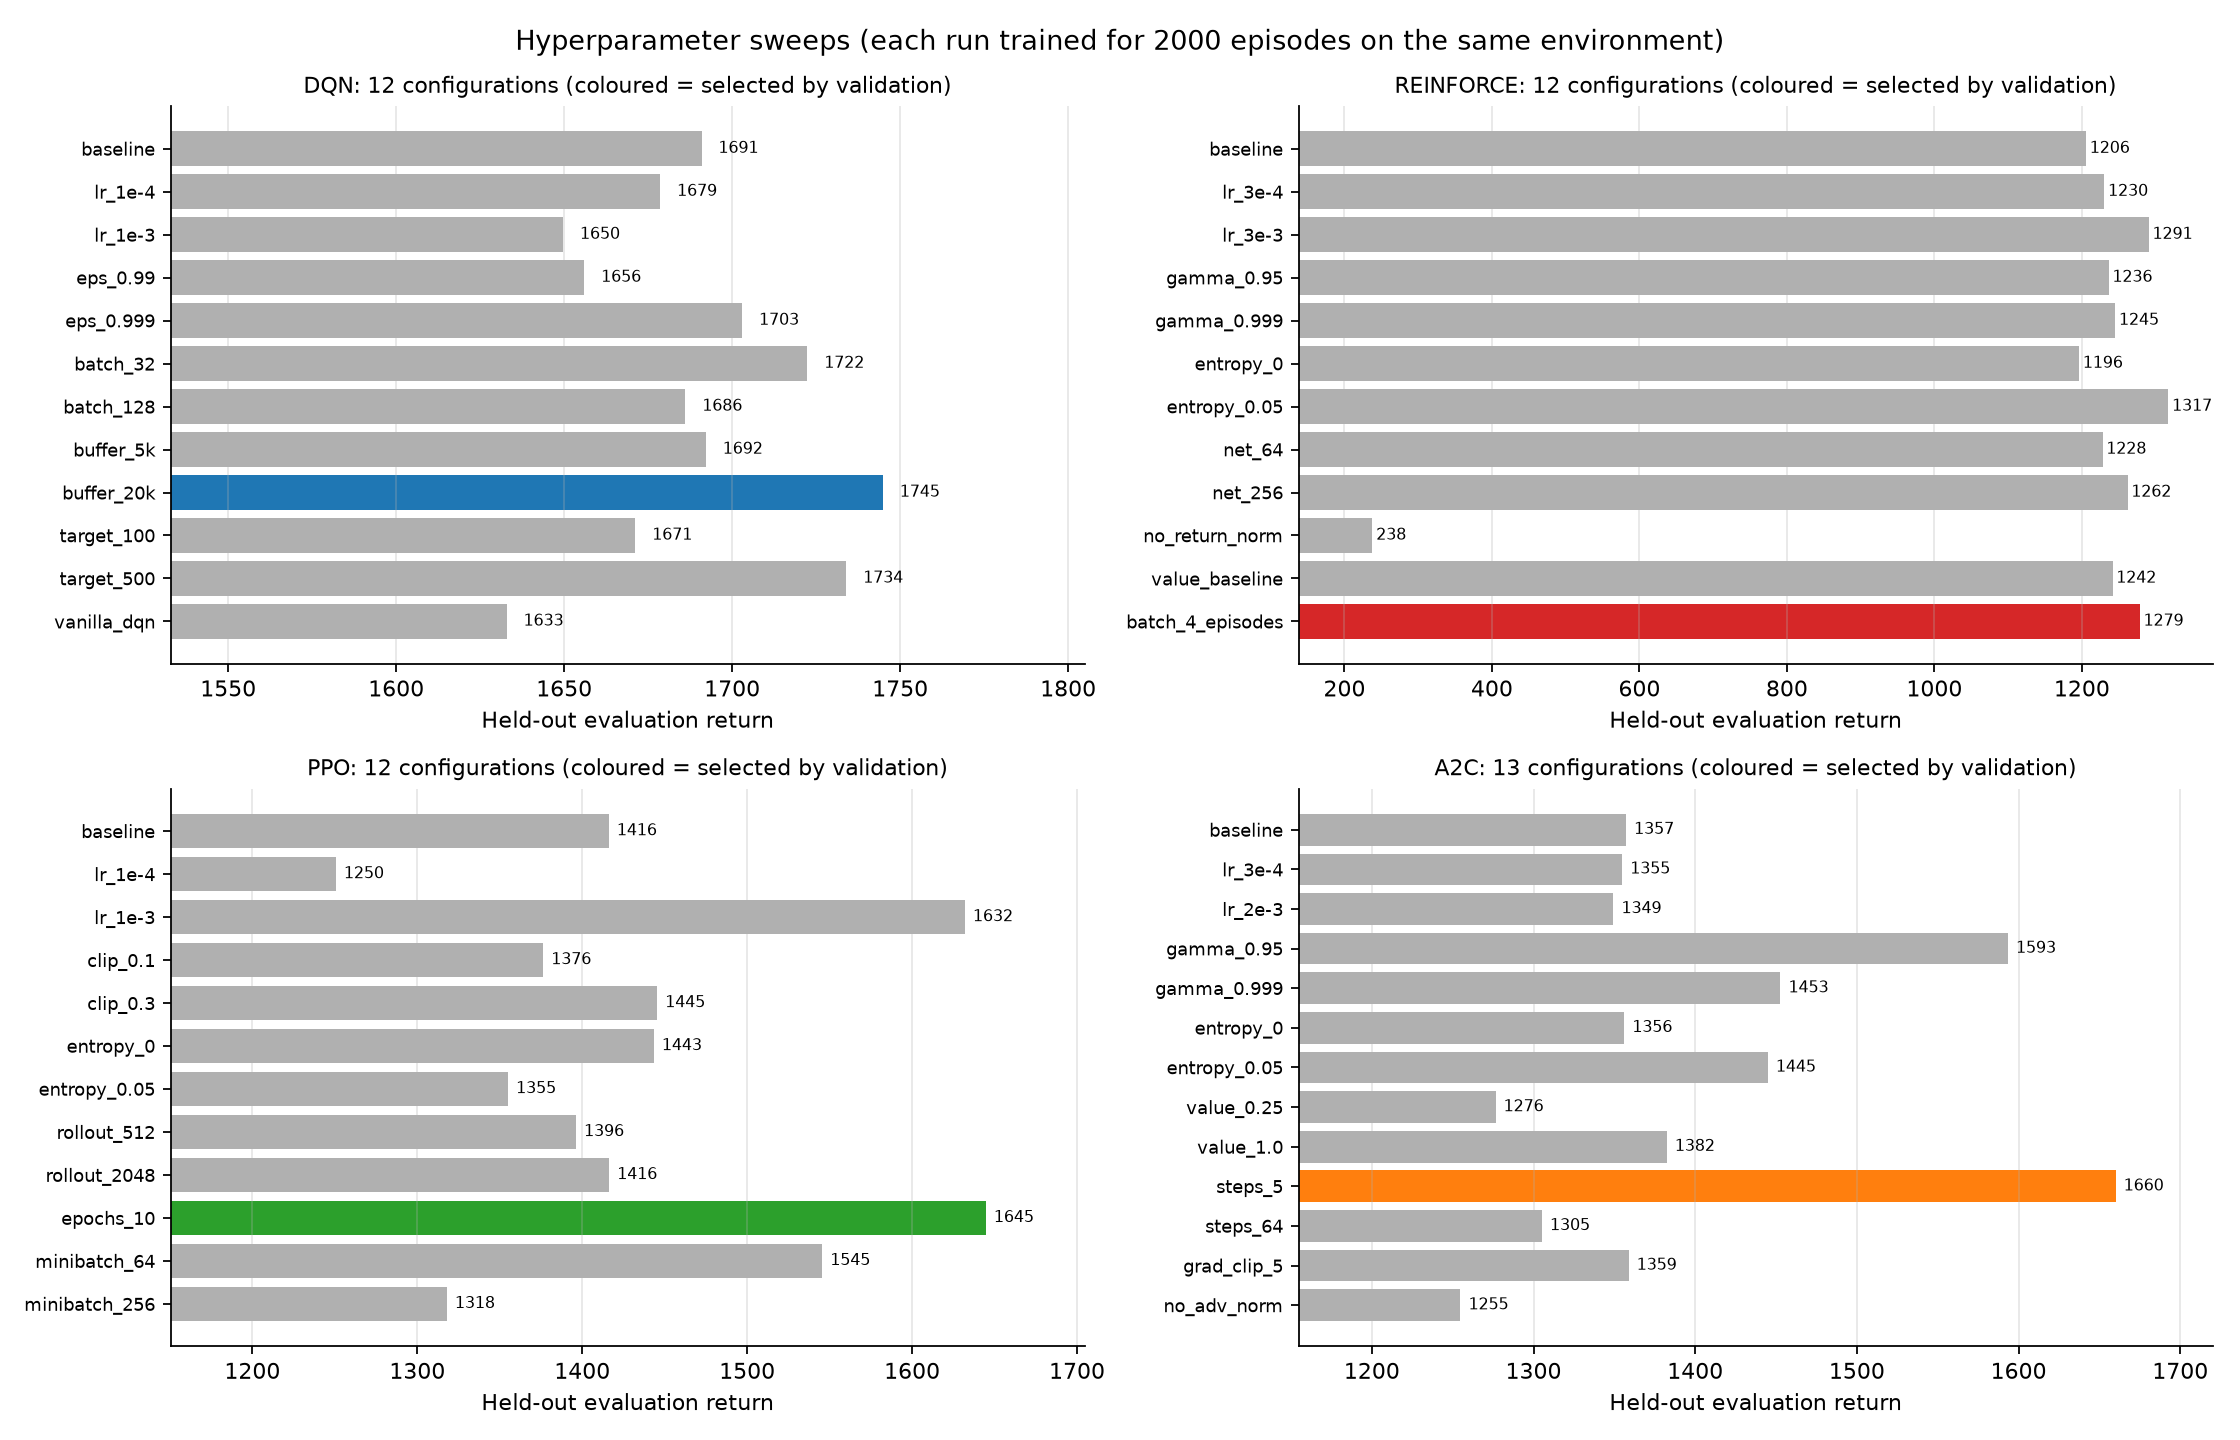 Hyperparameter sweeps (each run trained for 2000 episodes on the same environment)
DQN: 12 configurations (coloured = selected by validation)
baseline 1691
lr_1e-4 1679
lr_1e-3 1650
eps_0.99 1656
eps_0.999 1703
batch_32 1722
batch_128 1686
buffer_5k 1692
buffer_20k 1745
target_100 1671
target_500 1734
vanilla_dqn 1633
1550 1600 1650 1700 1750 1800
Held-out evaluation return
REINFORCE: 12 configurations (coloured = selected by validation)
baseline 1206
lr_3e-4 1230
lr_3e-3 1291
gamma_0.95 1236
gamma_0.999 1245
entropy_0 1196
entropy_0.05 1317
net_64 1228
net_256 1262
no_return_norm 238
value_baseline 1242
batch_4_episodes 1279
200 400 600 800 1000 1200
Held-out evaluation return
PPO: 12 configurations (coloured = selected by validation)
baseline 1416
lr_1e-4 1250
lr_1e-3 1632
clip_0.1 1376
clip_0.3 1445
entropy_0 1443
entropy_0.05 1355
rollout_512 1396
rollout_2048 1416
epochs_10 1645
minibatch_64 1545
minibatch_256 1318
1200 1300 1400 1500 1600 1700
Held-out evaluation return
A2C: 13 configurations (coloured = selected by validation)
baseline 1357
lr_3e-4 1355
lr_2e-3 1349
gamma_0.95 1593
gamma_0.999 1453
entropy_0 1356
entropy_0.05 1445
value_0.25 1276
value_1.0 1382
steps_5 1660
steps_64 1305
grad_clip_5 1359
no_adv_norm 1255
1200 1300 1400 1500 1600 1700
Held-out evaluation return